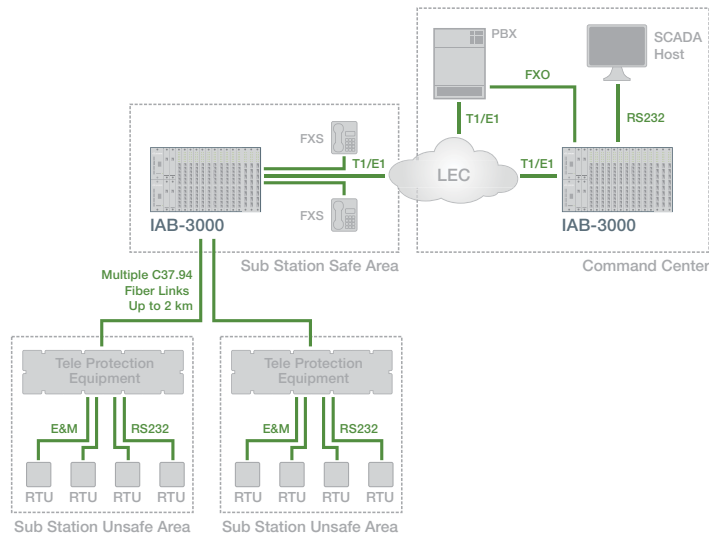 PBX
SCADA
Host
FXO
T1/E1
RS232
FXS
T1/E1
LEC
T1/E1
FXS
IAB-3000
IAB-3000
Sub Station Safe Area
Command Center
Multiple C37.94
Fiber Links
Up to 2 km
Tele Protection
Equipment
Tele Protection
Equipment
E&M
RS232
E&M
RS232
RTU RTU RTU RTU
RTU RTU RTU RTU
Sub Station Unsafe Area
Sub Station Unsafe Area